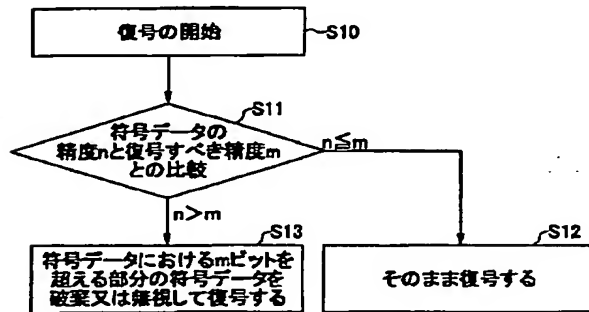 復号の開始
S10
S11
符号データの
精度nと復号すべき精度m
との比較
n≦m
n>m
S13
符号データにおけるmビットを
超える部分の符号データを
破棄又は無視して復号する
S12
そのまま復号する